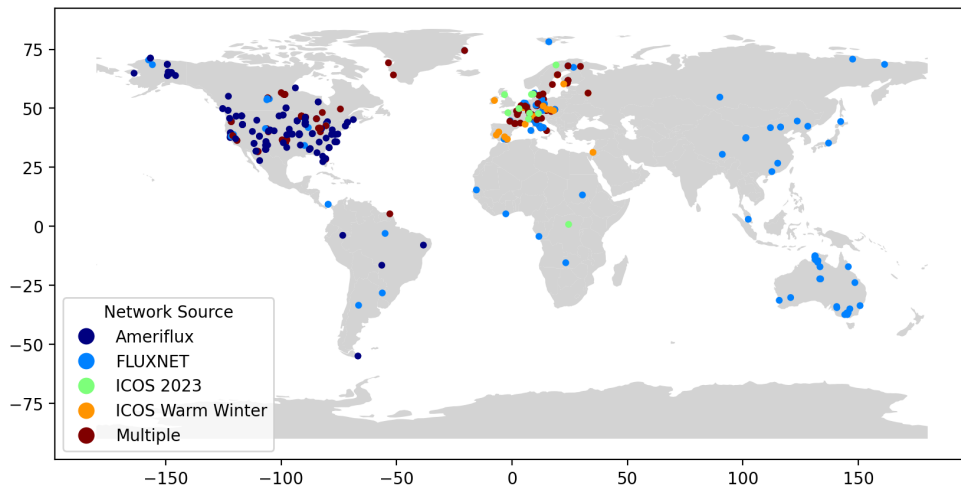 75
50
25
0
−25
−50
−75
Network Source
Ameriflux
FLUXNET
ICOS 2023
ICOS Warm Winter
Multiple
−150
−100
−50
0
50
100
150